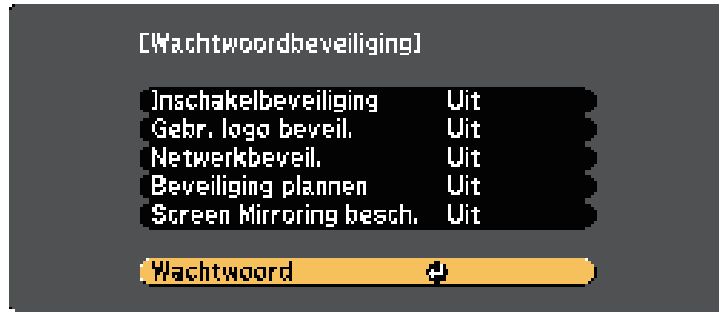 [Wachtwoordbeveiliging]
Inschakelbeveiliging Uit
Gebr. logo beveil. Uit
Netwerkbeveil. Uit
Beveiliging plannen Uit
Screen Mirroring besch. Uit
Wachtwoord